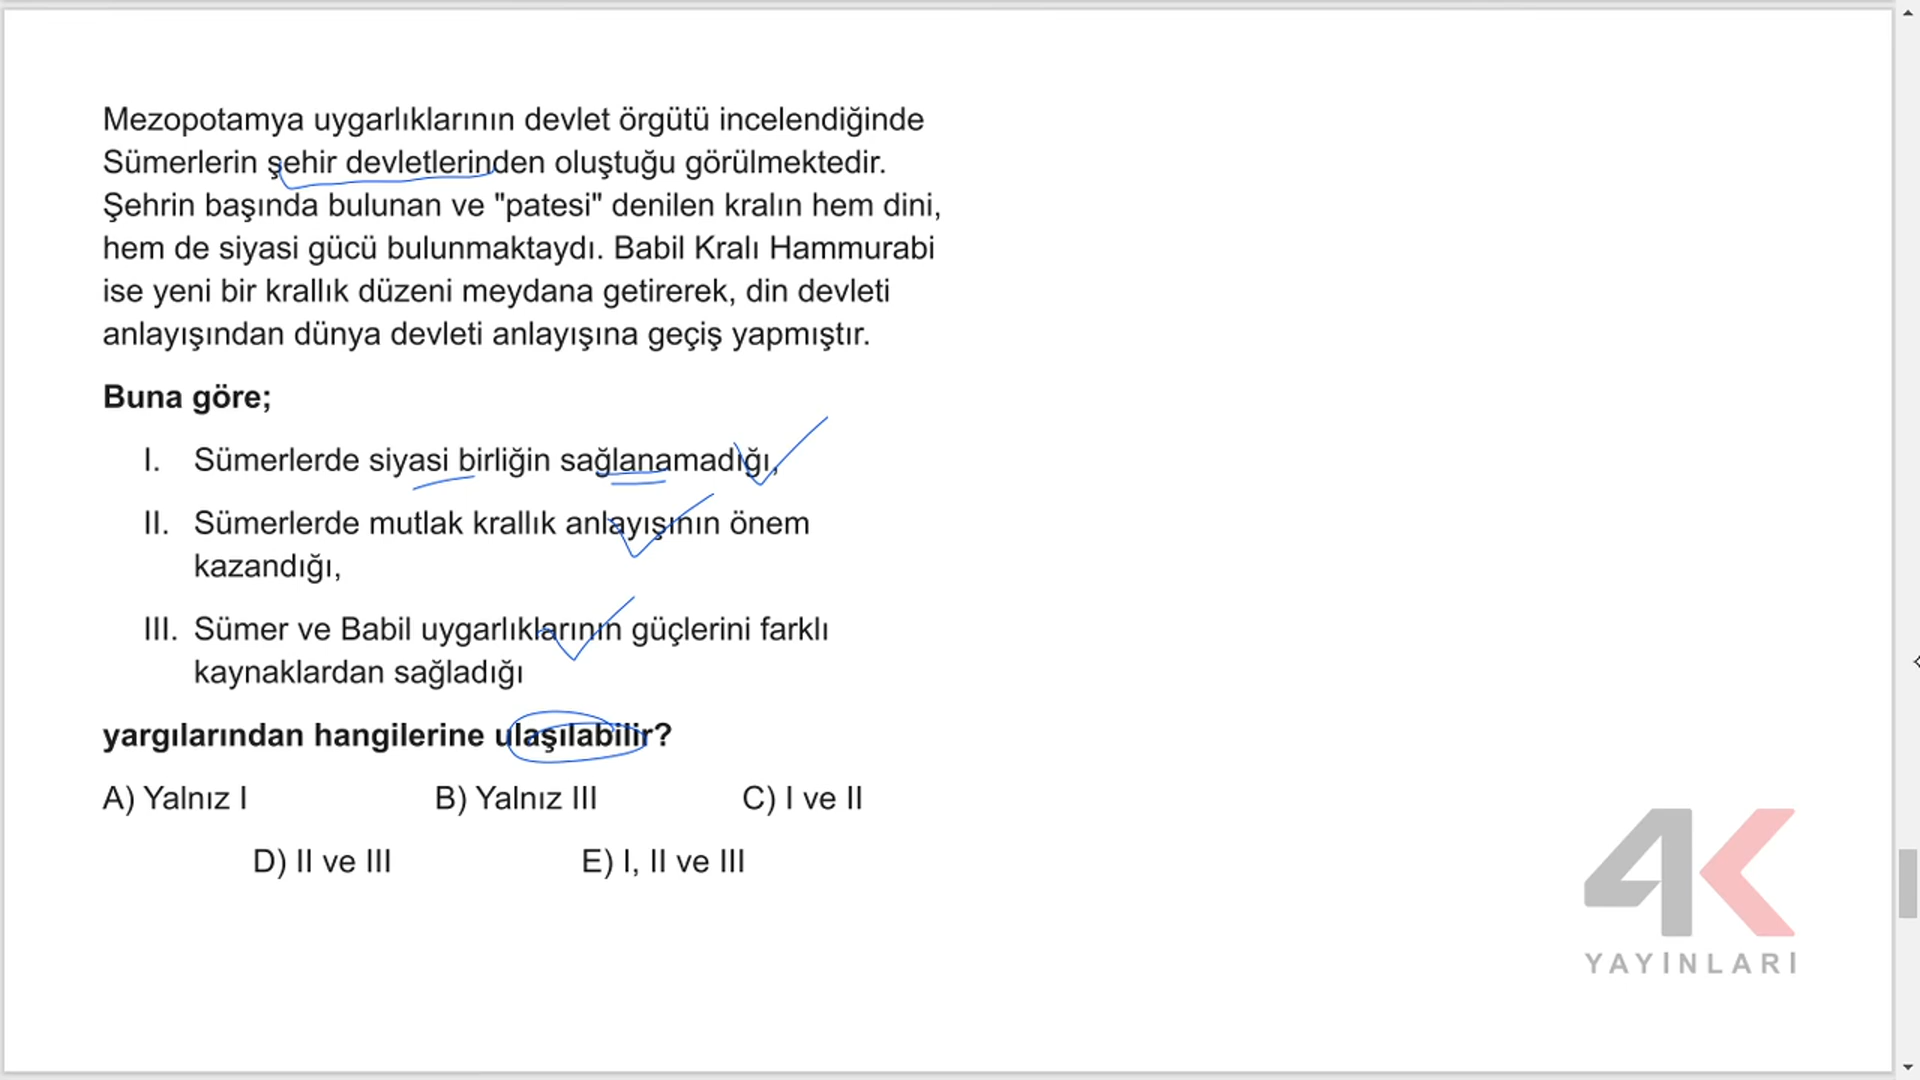 Mezopotamya uygarlıklarının devlet örgütü incelendiğinde
Sümerlerin şehir devletlerinden oluştuğu görülmektedir.
Şehrin başında bulunan ve "patesi" denilen kralın hem dini,
hem de siyasi gücü bulunmaktaydı. Babil Kralı Hammurabi
ise yeni bir krallık düzeni meydana getirerek, din devleti
anlayışından dünya devleti anlayışına geçiş yapmıştır.
Buna göre;
I. Sümerlerde siyasi birliğin sağlanamadığı,
II. Sümerlerde mutlak krallık anlayışının önem
kazandığı,
III. Sümer ve Babil uygarlıklarının güçlerini farklı
kaynaklardan sağladığı
yargılarından hangilerine ulaşılabilir?
A) Yalnız I B) Yalnız III C) I ve II
D) II ve III E) I, II ve III
4K
YAYINLARI